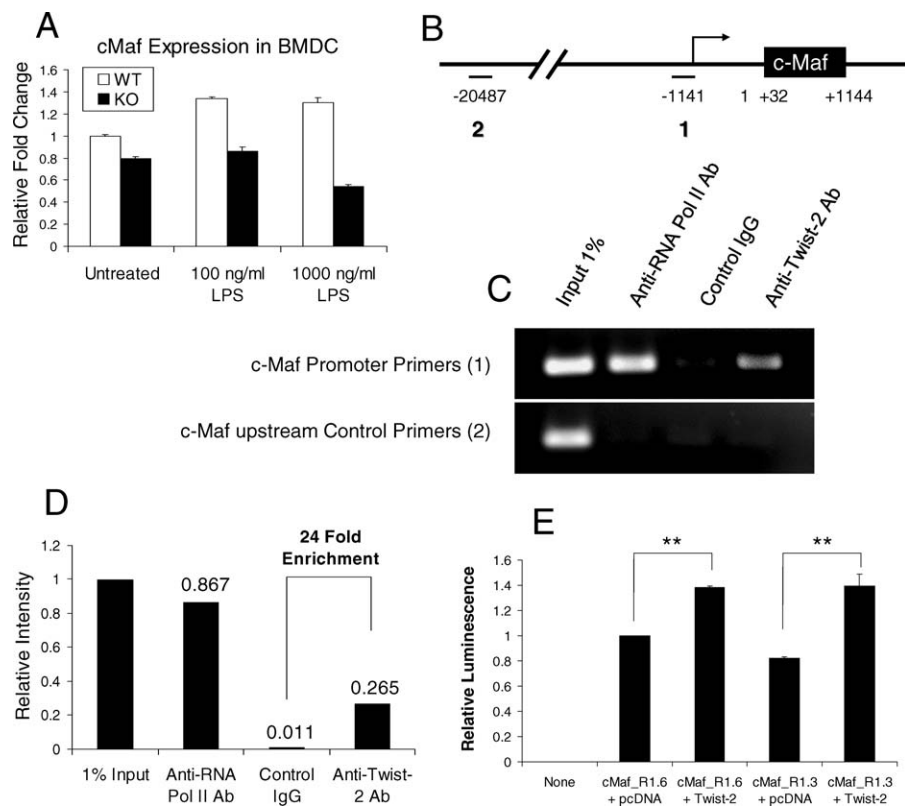 A
cMaf Expression in BMDC
WT
KO
Relative Fold Change
1.6
1.4
1.2
1
0.8
0.6
0.4
0.2
0
Untreated
100 ng/ml
LPS
1000 ng/ml
LPS
B
c-Maf
-20487
-1141
1
+32
+1144
2
1
C
Input 1%
Anti-RNA Pol II Ab
Control IgG
Anti-Twist-2 Ab
c-Maf Promoter Primers (1)
c-Maf upstream Control Primers (2)
D
24 Fold
Enrichment
Relative Intensity
1.2
1
0.8
0.6
0.4
0.2
0
0.867
0.011
0.265
1% Input
Anti-RNA
Pol II Ab
Control
IgG
Anti-Twist-
2 Ab
E
**
**
Relative Luminescence
1.6
1.4
1.2
1
0.8
0.6
0.4
0.2
0
None
cMaf_R1.6
+ pcDNA
cMaf_R1.6
+ Twist-2
cMaf_R1.3
+ pcDNA
cMaf_R1.3
+ Twist-2